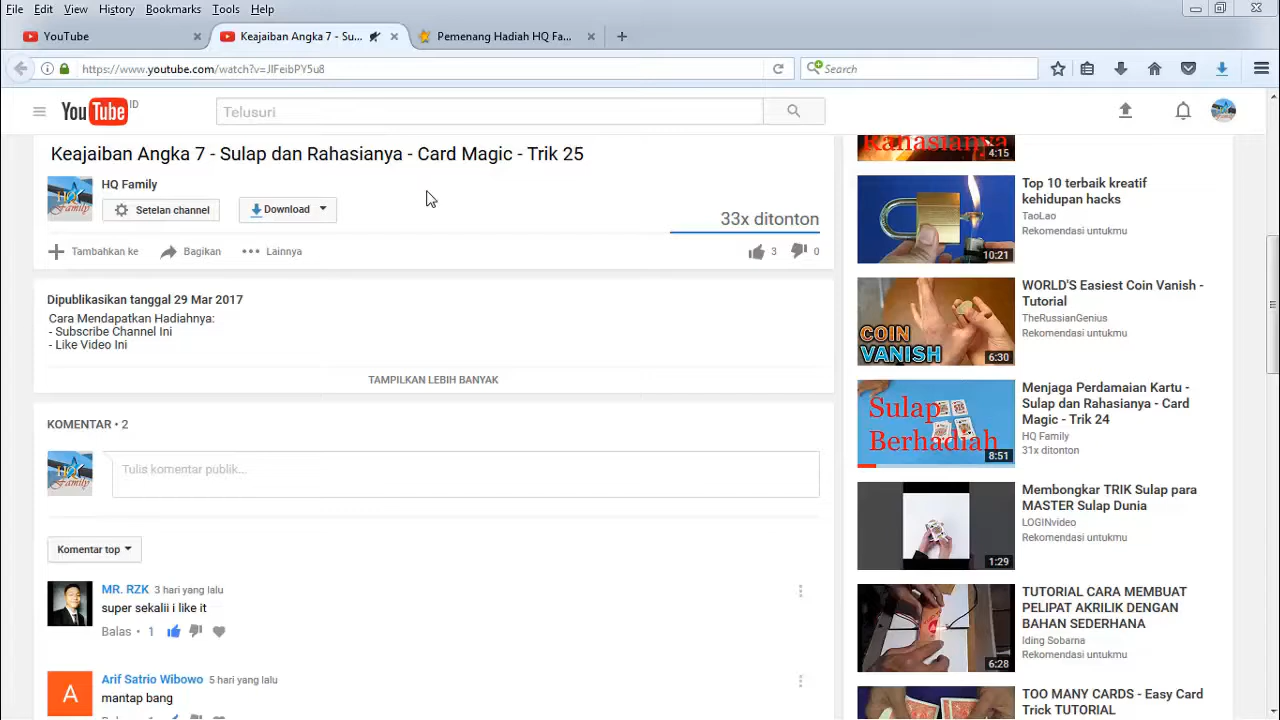 File Edit View History Bookmarks Tools Help
YouTube
Keajaiban Angka 7 - Su...
Pemenang Hadiah HQ Fa...
https://www.youtube.com/watch?v=JlFeibPY5u8
Search
YouTube ID
Telusuri
Keajaiban Angka 7 - Sulap dan Rahasianya - Card Magic - Trik 25
HQ Family
HQ Family
Setelan channel
Download
33x ditonton
Tambahkan ke
Bagikan
Lainnya
3
0
Dipublikasikan tanggal 29 Mar 2017
Cara Mendapatkan Hadiahnya:
- Subscribe Channel Ini
- Like Video Ini
TAMPILKAN LEBIH BANYAK
KOMENTAR • 2
HQ Family
Tulis komentar publik...
Komentar top
MR. RZK 3 hari yang lalu
super sekalii i like it
Balas • 1
A
Arif Satrio Wibowo 5 hari yang lalu
mantap bang
Rahasianya
4:15
10:21
Top 10 terbaik kreatif
kehidupan hacks
TaoLao
Rekomendasi untukmu
COIN
VANISH
6:30
WORLD'S Easiest Coin Vanish -
Tutorial
TheRussianGenius
Rekomendasi untukmu
Sulap
Berhadiah
8:51
Menjaga Perdamaian Kartu -
Sulap dan Rahasianya - Card
Magic - Trik 24
HQ Family
31x ditonton
1:29
Membongkar TRIK Sulap para
MASTER Sulap Dunia
LOGINvideo
Rekomendasi untukmu
6:28
TUTORIAL CARA MEMBUAT
PELIPAT AKRILIK DENGAN
BAHAN SEDERHANA
Iding Sobarna
Rekomendasi untukmu
TOO MANY CARDS - Easy Card
Trick TUTORIAL